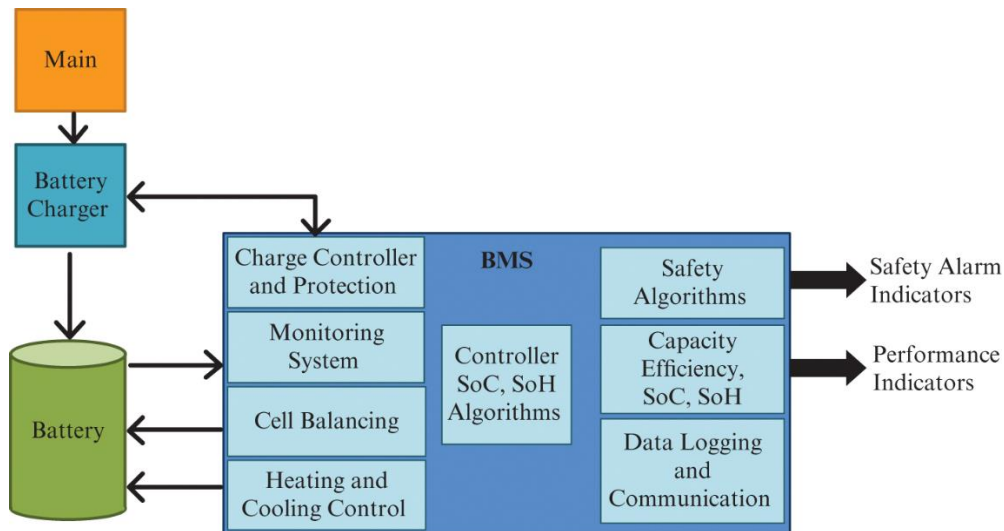 Main
Battery
Charger
Battery
BMS
Charge Controller
and Protection
Monitoring
System
Cell Balancing
Heating and
Cooling Control
Controller
SoC, SoH
Algorithms
Safety
Algorithms
Capacity
Efficiency,
SoC, SoH
Data Logging
and
Communication
Safety Alarm
Indicators
Performance
Indicators